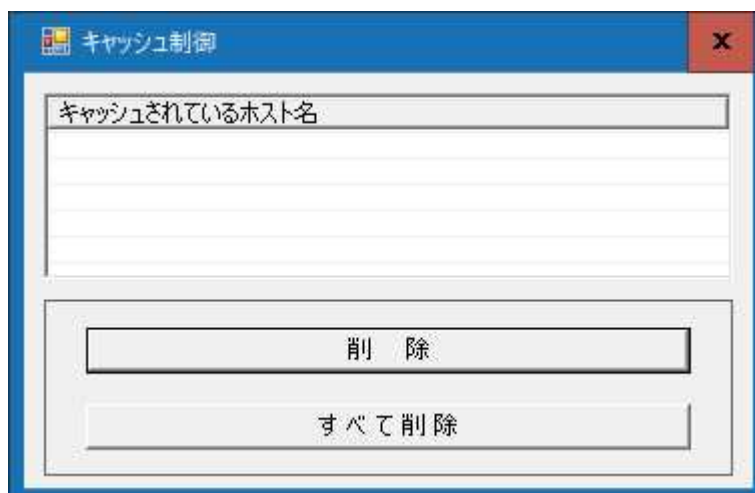 キャッシュ制御
キャッシュされているホスト名
削　除
すべて削除